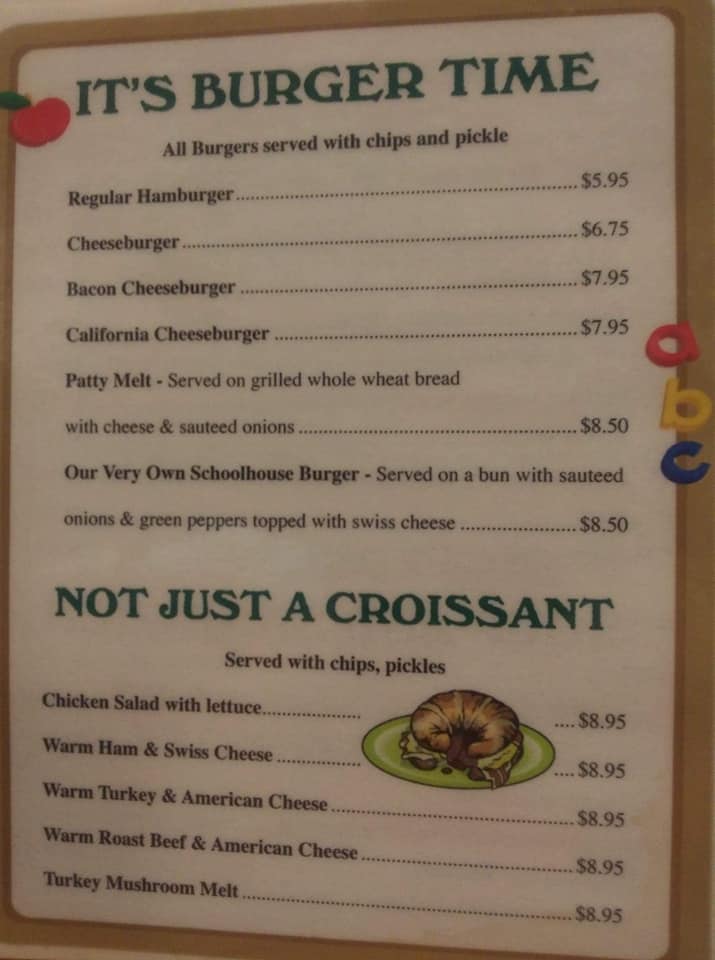 IT'S BURGER TIME
All Burgers served with chips and pickle
Regular Hamburger.......................................................... $5.95
Cheeseburger.................................................................... $6.75
Bacon Cheeseburger .......................................................... $7.95
California Cheeseburger .................................................... $7.95
Patty Melt - Served on grilled whole wheat bread
with cheese & sauteed onions ................................................ $8.50
Our Very Own Schoolhouse Burger - Served on a bun with sauteed
onions & green peppers topped with swiss cheese .................... $8.50
a
b
c
NOT JUST A CROISSANT
Served with chips, pickles
Chicken Salad with lettuce.................... .... $8.95
Warm Ham & Swiss Cheese ................. .... $8.95
Warm Turkey & American Cheese.......................................... $8.95
Warm Roast Beef & American Cheese..................................... $8.95
Turkey Mushroom Melt ......................................................... $8.95